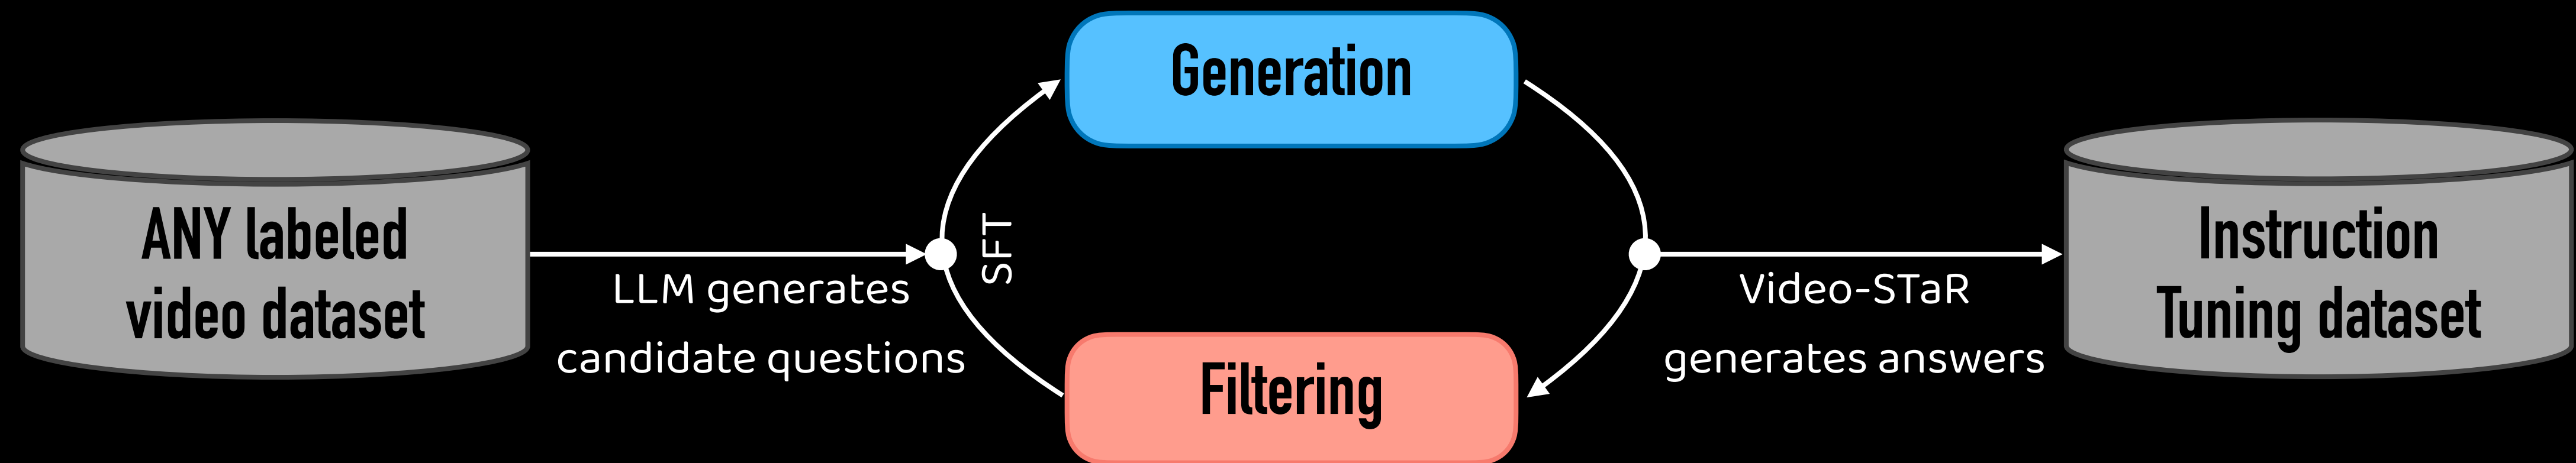 ANY labeled
video dataset
LLM generates
candidate questions
SFT
Generation
Filtering
Video-STaR
generates answers
Instruction
Tuning dataset